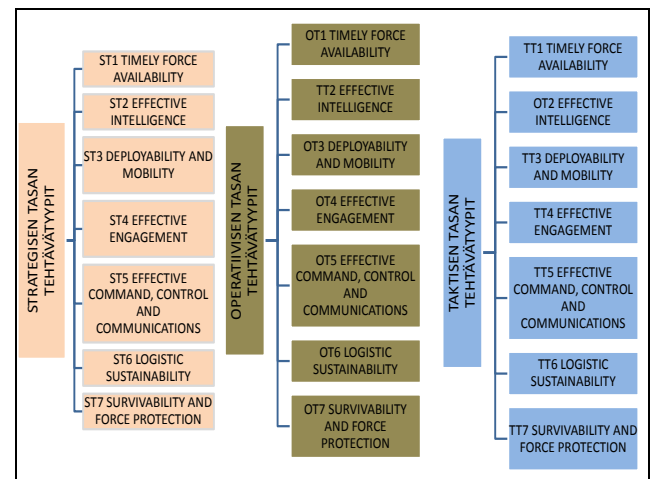 STRATEGISEN TASAN
TEHTÄVÄTYYPIT
ST1 TIMELY FORCE
AVAILABILITY
ST2 EFFECTIVE
INTELLIGENCE
ST3 DEPLOYABILITY AND
MOBILITY
ST4 EFFECTIVE
ENGAGEMENT
ST5 EFFECTIVE
COMMAND, CONTROL
AND
COMMUNICATIONS
ST6 LOGISTIC
SUSTAINABILITY
ST7 SURVIVABILITY AND
FORCE PROTECTION
OPERATIIVISEN TASAN
TEHTÄVÄTYYPIT
OT1 TIMELY FORCE
AVAILABILITY
TT2 EFFECTIVE
INTELLIGENCE
OT3 DEPLOYABILITY
AND MOBILITY
OT4 EFFECTIVE
ENGAGEMENT
OT5 EFFECTIVE
COMMAND, CONTROL
AND
COMMUNICATIONS
OT6 LOGISTIC
SUSTAINABILITY
OT7 SURVIVABILITY
AND FORCE
PROTECTION
TAKTISEN TASAN
TEHTÄVÄTYYPIT
TT1 TIMELY FORCE
AVAILABILITY
OT2 EFFECTIVE
INTELLIGENCE
TT3 DEPLOYABILITY
AND MOBILITY
TT4 EFFECTIVE
ENGAGEMENT
TT5 EFFECTIVE
COMMAND, CONTROL
AND
COMMUNICATIONS
TT6 LOGISTIC
SUSTAINABILITY
TT7 SURVIVABILITY AND
FORCE PROTECTION